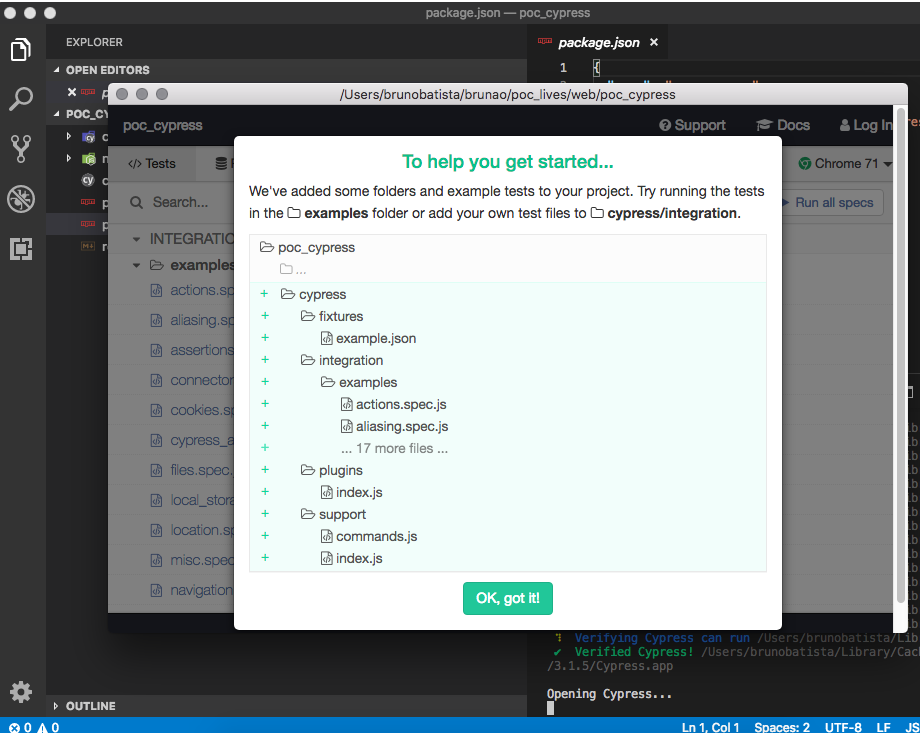 package.json — poc_cypress
EXPLORER
package.json ×
OPEN EDITORS
1 {
/Users/brunobatista/brunao/poc_lives/web/poc_cypress
POC_CY
poc_cypress
Support
Docs
Log In
Tests
Chrome 71
Search...
Run all specs
INTEGRATIO
examples
actions.sp
aliasing.sp
assertions
connector
cookies.sp
cypress_a
files.spec.
local_stora
location.sp
misc.spec
navigation
To help you get started...
We've added some folders and example tests to your project. Try running the tests
in the examples folder or add your own test files to cypress/integration.
poc_cypress
...
+ cypress
+ fixtures
+ example.json
+ integration
+ examples
+ actions.spec.js
+ aliasing.spec.js
+ ... 17 more files ...
+ plugins
+ index.js
+ support
+ commands.js
+ index.js
OK, got it!
Verifying Cypress can run /Users/brunobatista/Lib
✔ Verified Cypress! /Users/brunobatista/Library/Cac
/3.1.5/Cypress.app
Opening Cypress...
OUTLINE
0 0
Ln 1, Col 1 Spaces: 2 UTF-8 LF JS